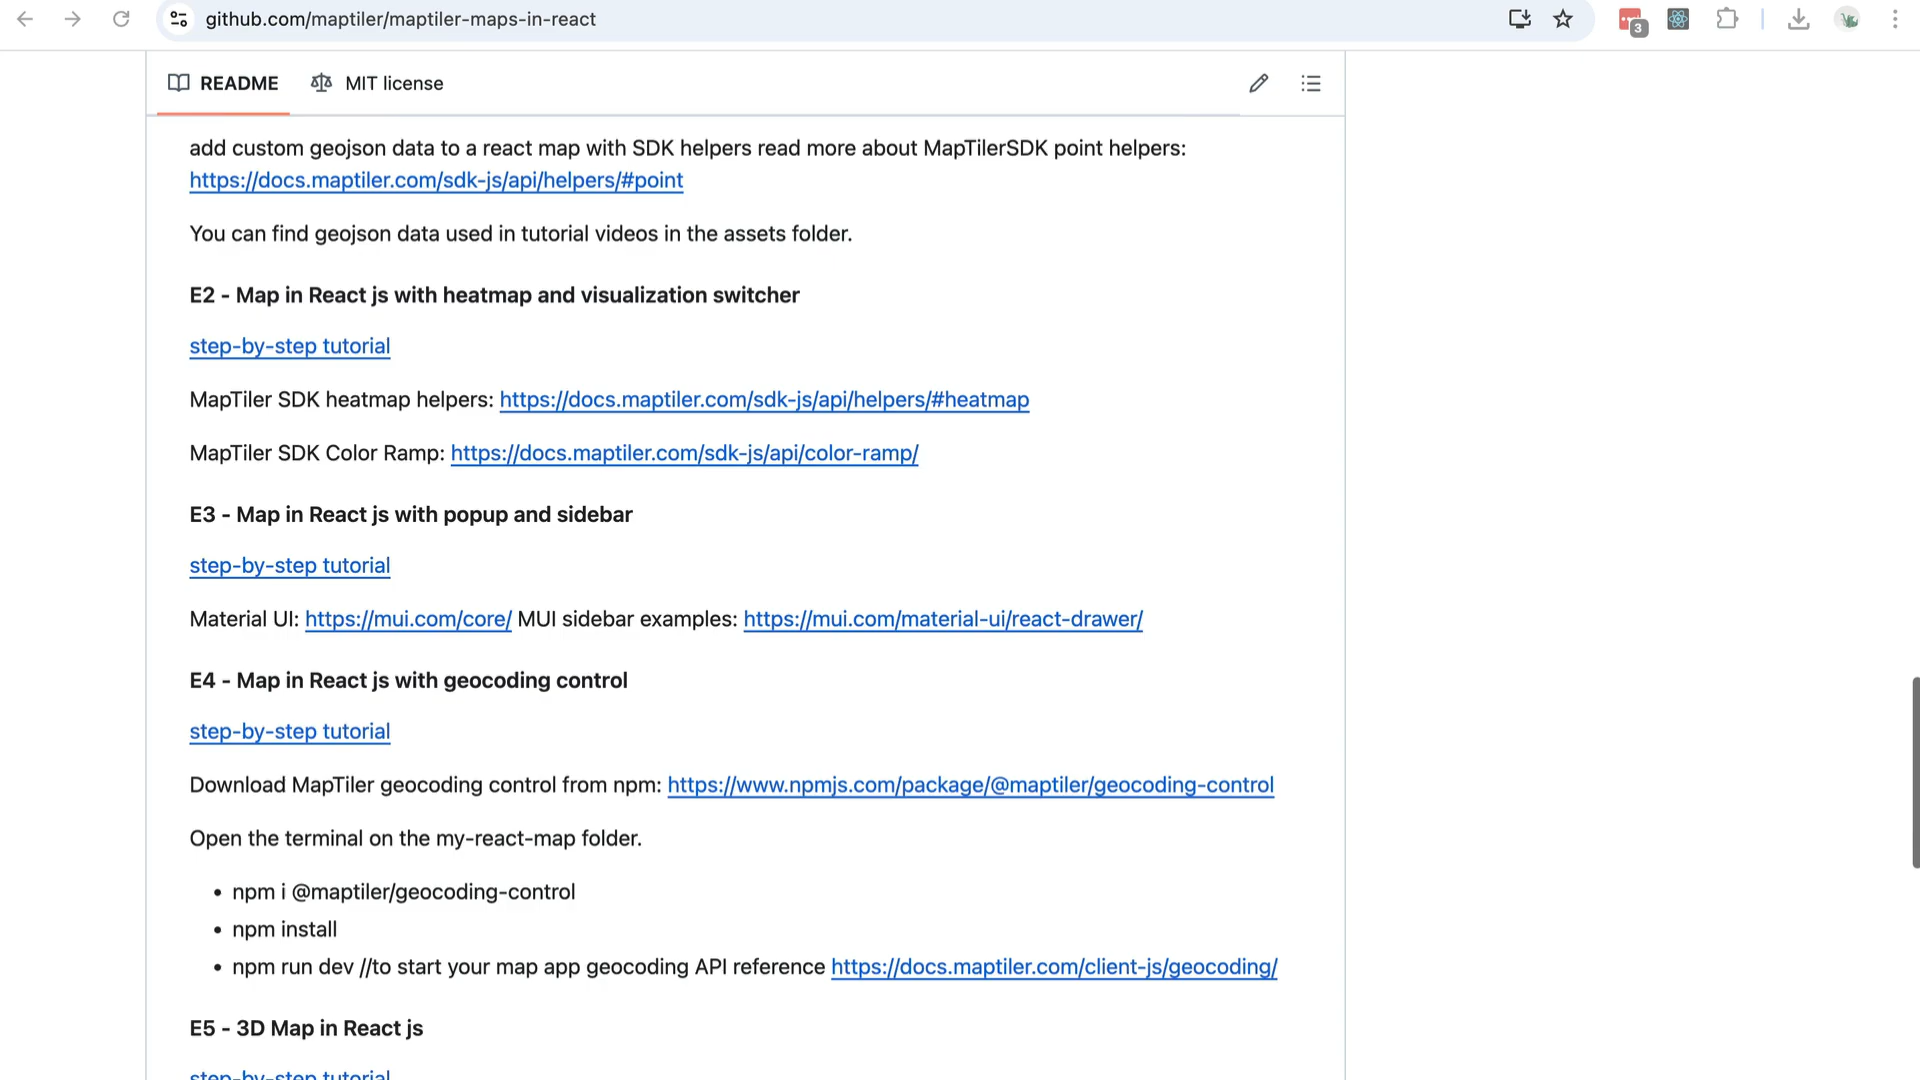 github.com/maptiler/maptiler-maps-in-react
3
README
MIT license
add custom geojson data to a react map with SDK helpers read more about MapTilerSDK point helpers:
https://docs.maptiler.com/sdk-js/api/helpers/#point
You can find geojson data used in tutorial videos in the assets folder.
E2 - Map in React js with heatmap and visualization switcher
step-by-step tutorial
MapTiler SDK heatmap helpers: https://docs.maptiler.com/sdk-js/api/helpers/#heatmap
MapTiler SDK Color Ramp: https://docs.maptiler.com/sdk-js/api/color-ramp/
E3 - Map in React js with popup and sidebar
step-by-step tutorial
Material UI: https://mui.com/core/ MUI sidebar examples: https://mui.com/material-ui/react-drawer/
E4 - Map in React js with geocoding control
step-by-step tutorial
Download MapTiler geocoding control from npm: https://www.npmjs.com/package/@maptiler/geocoding-control
Open the terminal on the my-react-map folder.
• npm i @maptiler/geocoding-control
• npm install
• npm run dev //to start your map app geocoding API reference https://docs.maptiler.com/client-js/geocoding/
E5 - 3D Map in React js
step-by-step tutorial